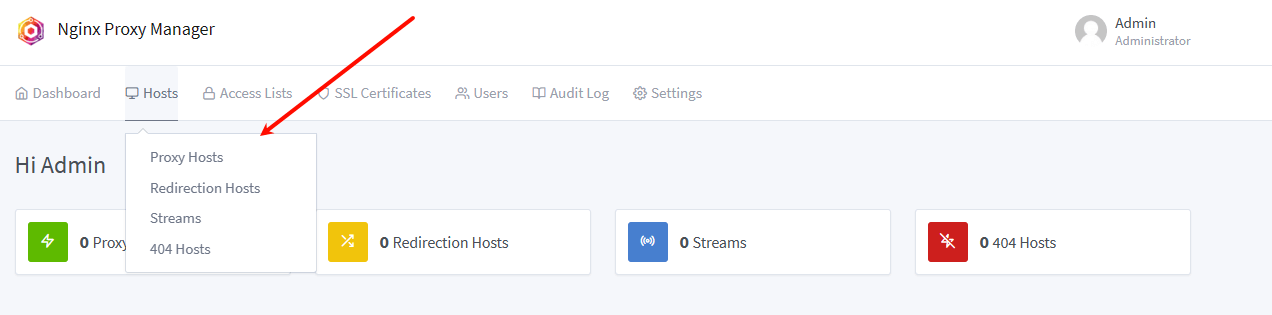 Nginx Proxy Manager
Admin
Administrator
Dashboard
Hosts
Access Lists
SSL Certificates
Users
Audit Log
Settings
Hi Admin
Proxy Hosts
Redirection Hosts
Streams
404 Hosts
0 Proxy
0 Redirection Hosts
0 Streams
0 404 Hosts